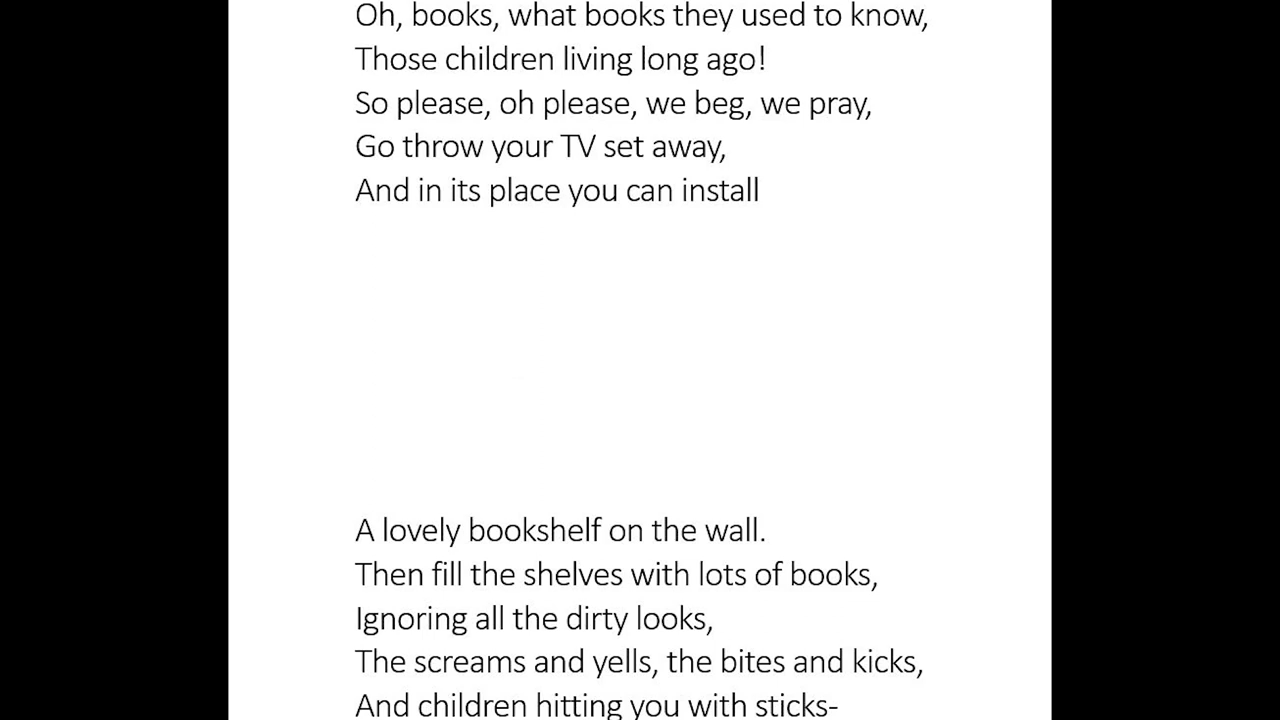 Oh, books, what books they used to know,
Those children living long ago!
So please, oh please, we beg, we pray,
Go throw your TV set away,
And in its place you can install
A lovely bookshelf on the wall.
Then fill the shelves with lots of books,
Ignoring all the dirty looks,
The screams and yells, the bites and kicks,
And children hitting you with sticks-